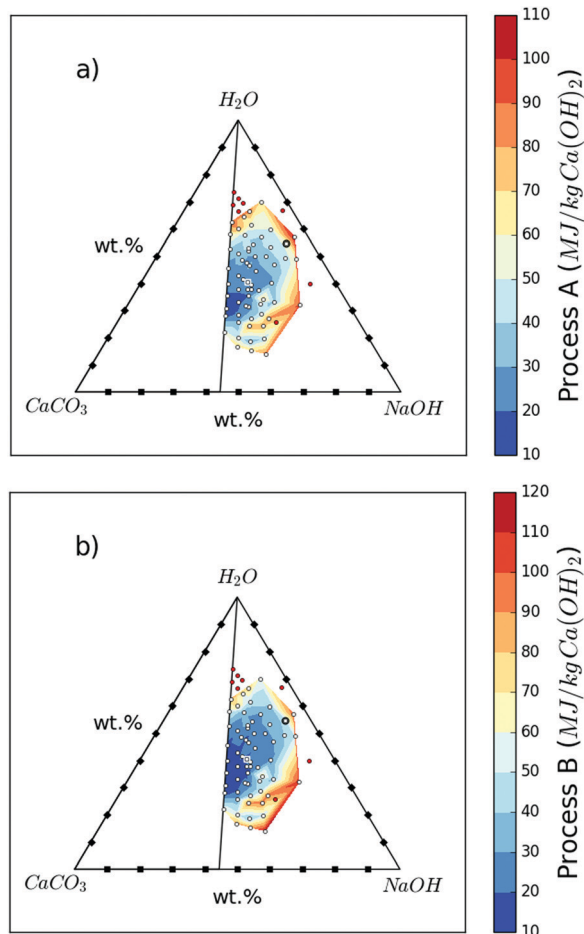 a)
H₂O
wt.%
CaCO₃
NaOH
wt.%
110
100
90
80
70
60
50
40
30
20
10
Process A (MJ/kgCa(OH)₂)
b)
H₂O
wt.%
CaCO₃
NaOH
wt.%
120
110
100
90
80
70
60
50
40
30
20
10
Process B (MJ/kgCa(OH)₂)